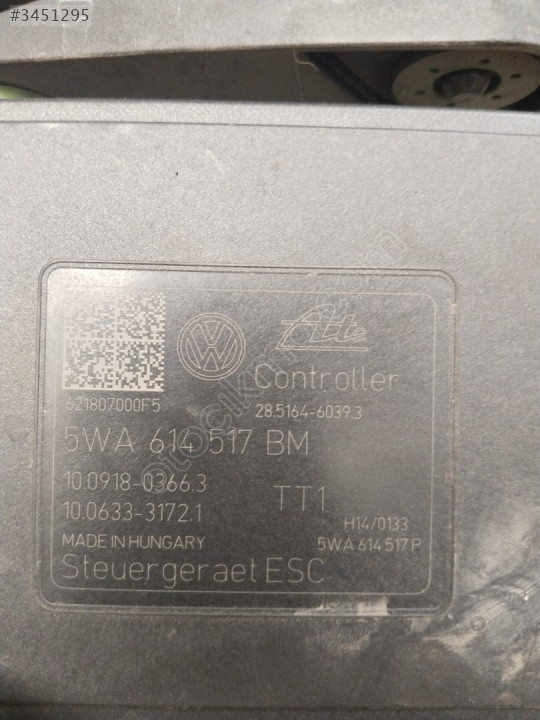 #3451295
Ate
Controller
621807000F5
28.5164-6039.3
5WA 614 517 BM
10.0918-0366.3
TT1
10.0633-3172.1
H14/0133
MADE IN HUNGARY
5WA 614 517 P
Steuergeraet ESC